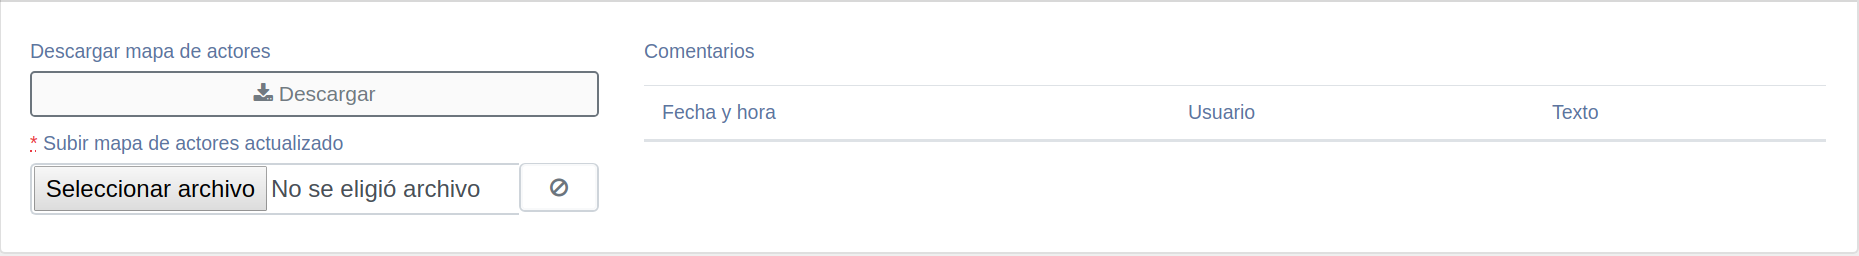 Descargar mapa de actores
Descargar
* Subir mapa de actores actualizado
Seleccionar archivo No se eligió archivo
Comentarios
Fecha y hora Usuario Texto